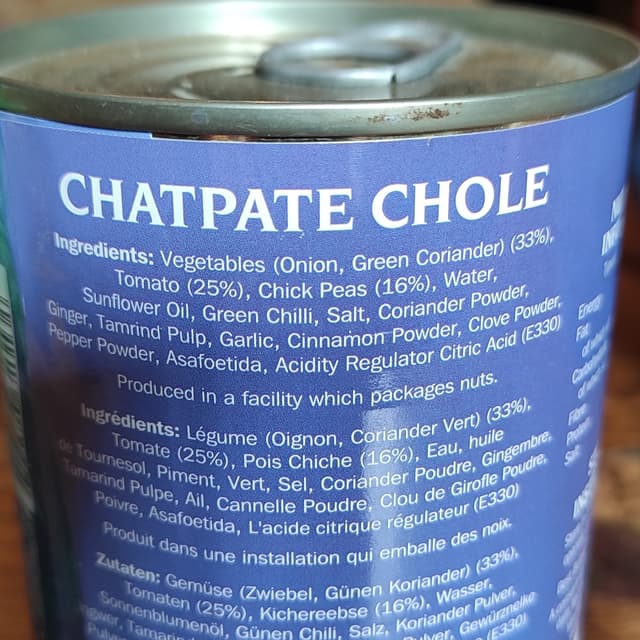 CHATPATE CHOLE
Ingredients: Vegetables (Onion, Green Coriander) (33%),
Tomato (25%), Chick Peas (16%), Water,
Sunflower Oil, Green Chilli, Salt, Coriander Powder,
Ginger, Tamrind Pulp, Garlic, Cinnamon Powder, Clove Powder,
Pepper Powder, Asafoetida, Acidity Regulator Citric Acid (E330)
Produced in a facility which packages nuts.
Ingrédients: Légume (Oignon, Coriander Vert) (33%),
Tomate (25%), Pois Chiche (16%), Eau, huile
de Tournesol, Piment, Vert, Sel, Coriander Poudre, Gingembre,
Tamarind Pulpe, Ail, Cannelle Poudre, Clou de Girofle Poudre,
Poivre, Asafoetida, L'acide citrique régulateur (E330)
Produit dans une installation qui emballe des noix.
Zutaten: Gemüse (Zwiebel, Günen Koriander) (33%),
Tomaten (25%), Kichereebse (16%), Wasser,
Sonnenblumenöl, Günen Chili, Salz, Koriander Pulver,
Gewürznelke
(E330)
Energy
Fat